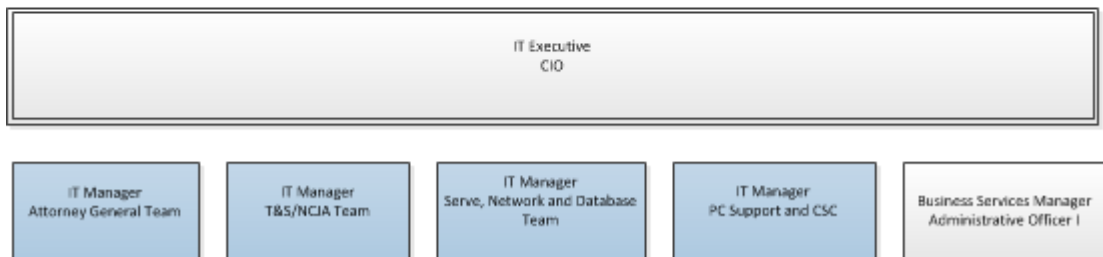 IT Executive
CIO
IT Manager
Attorney General Team
IT Manager
T&S/NCJA Team
IT Manager
Serve, Network and Database
Team
IT Manager
PC Support and CSC
Business Services Manager
Administrative Officer I